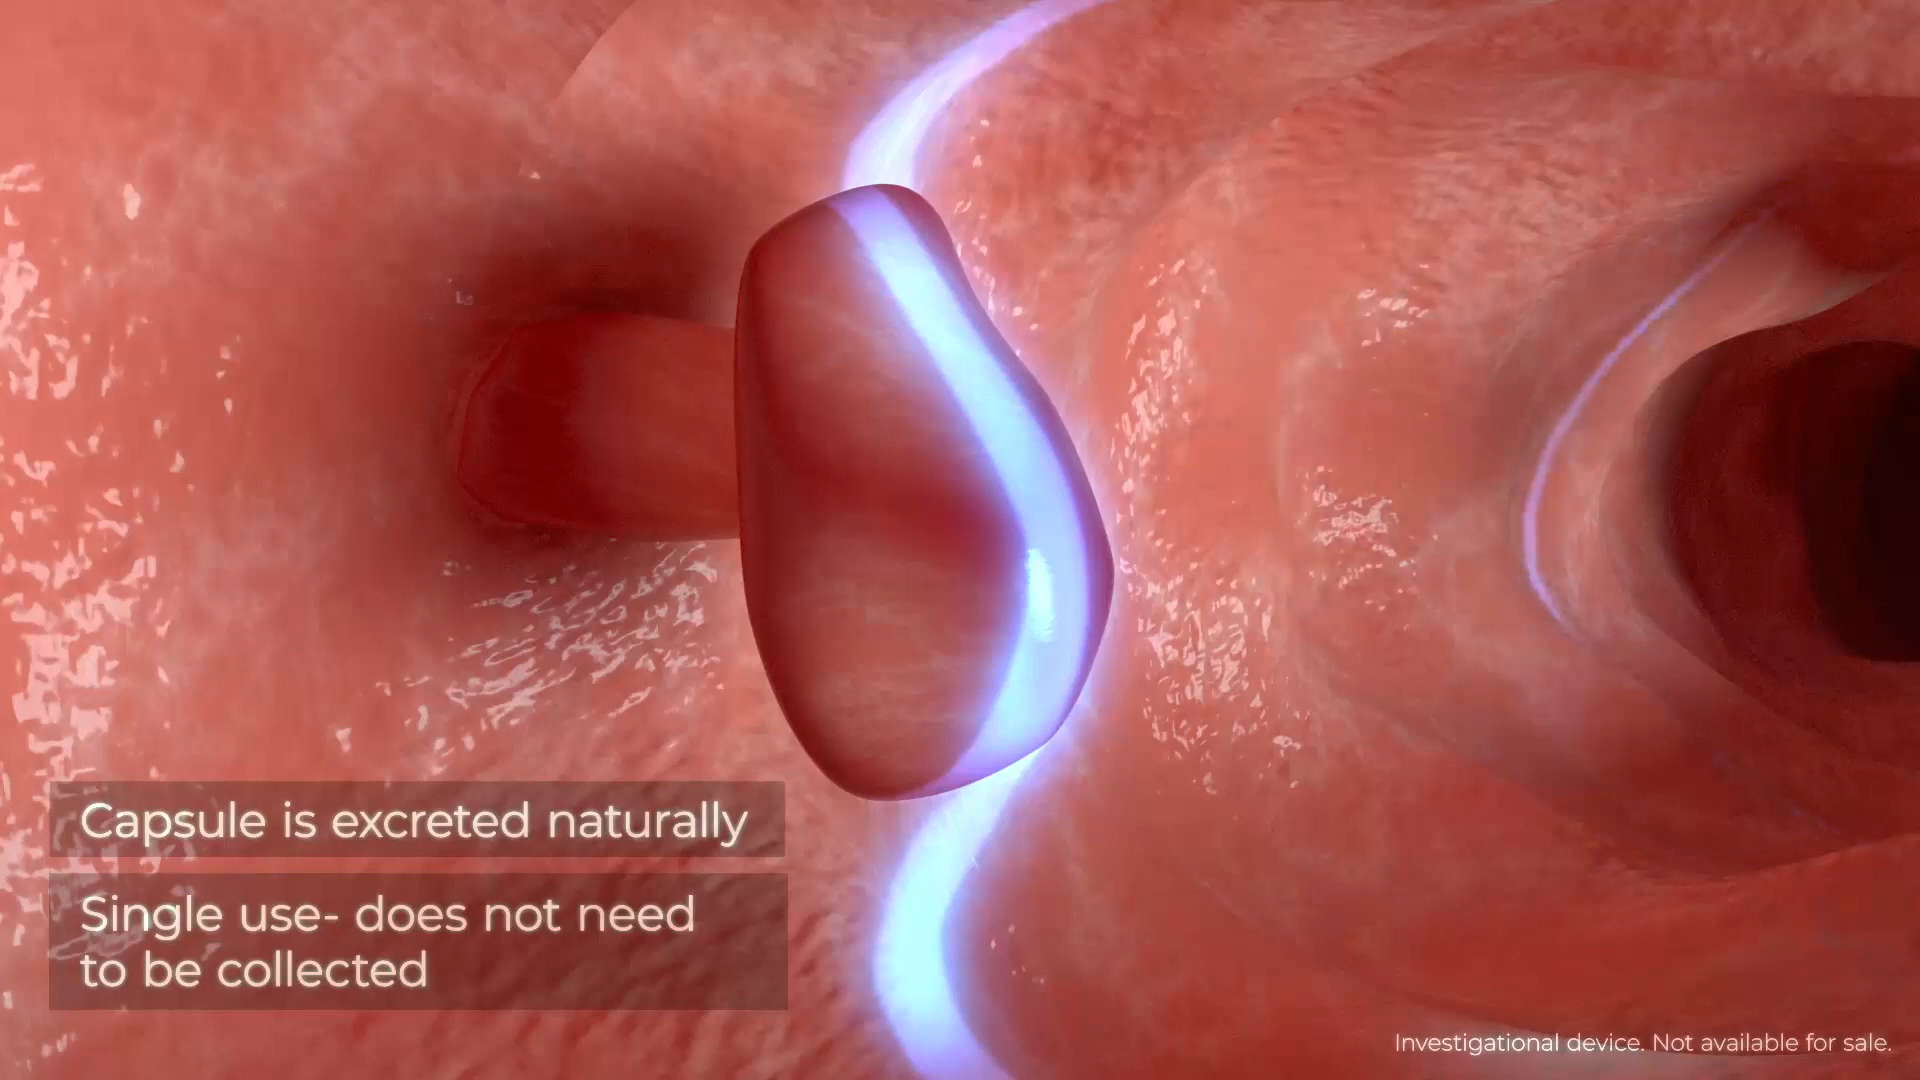 Capsule is excreted naturally
Single use- does not need
to be collected
Investigational device. Not available for sale.